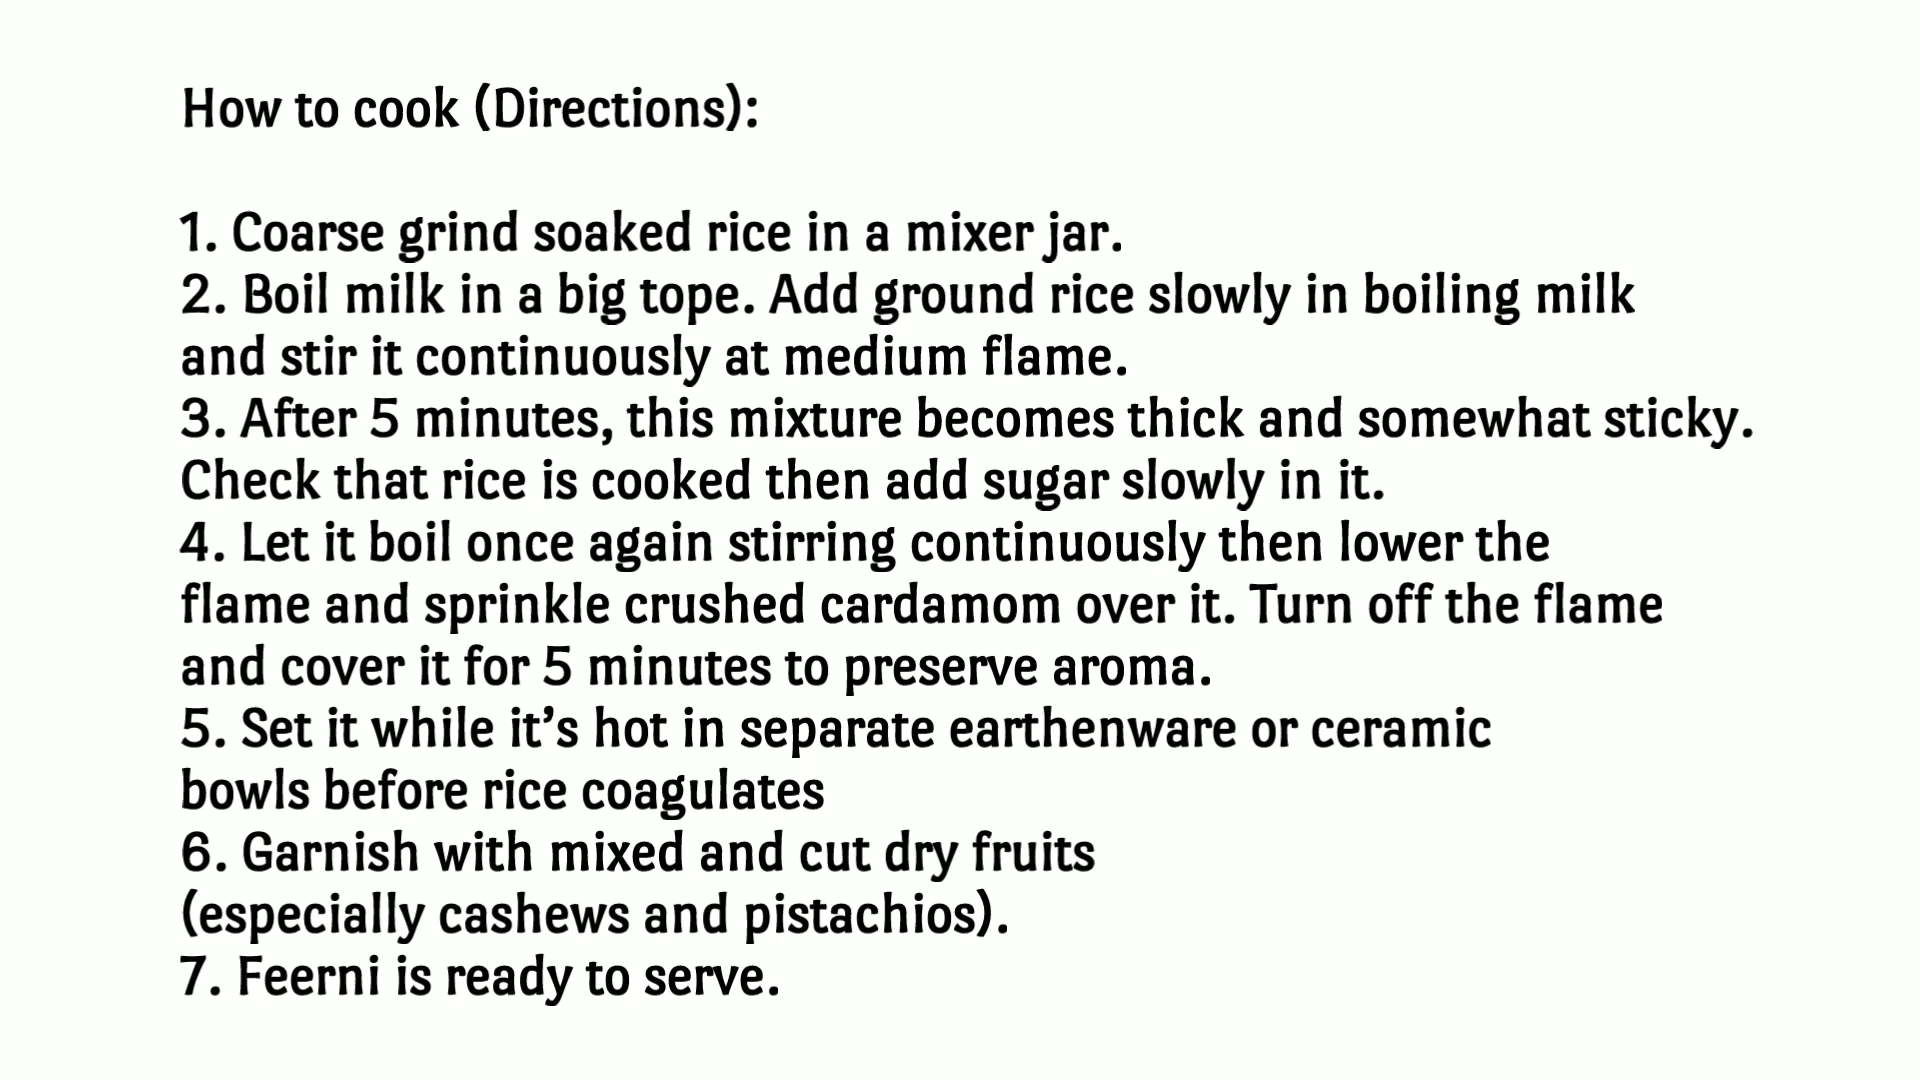 How to cook (Directions):
1. Coarse grind soaked rice in a mixer jar.
2. Boil milk in a big tope. Add ground rice slowly in boiling milk
and stir it continuously at medium flame.
3. After 5 minutes, this mixture becomes thick and somewhat sticky.
Check that rice is cooked then add sugar slowly in it.
4. Let it boil once again stirring continuously then lower the
flame and sprinkle crushed cardamom over it. Turn off the flame
and cover it for 5 minutes to preserve aroma.
5. Set it while it’s hot in separate earthenware or ceramic
bowls before rice coagulates
6. Garnish with mixed and cut dry fruits
(especially cashews and pistachios).
7. Feerni is ready to serve.